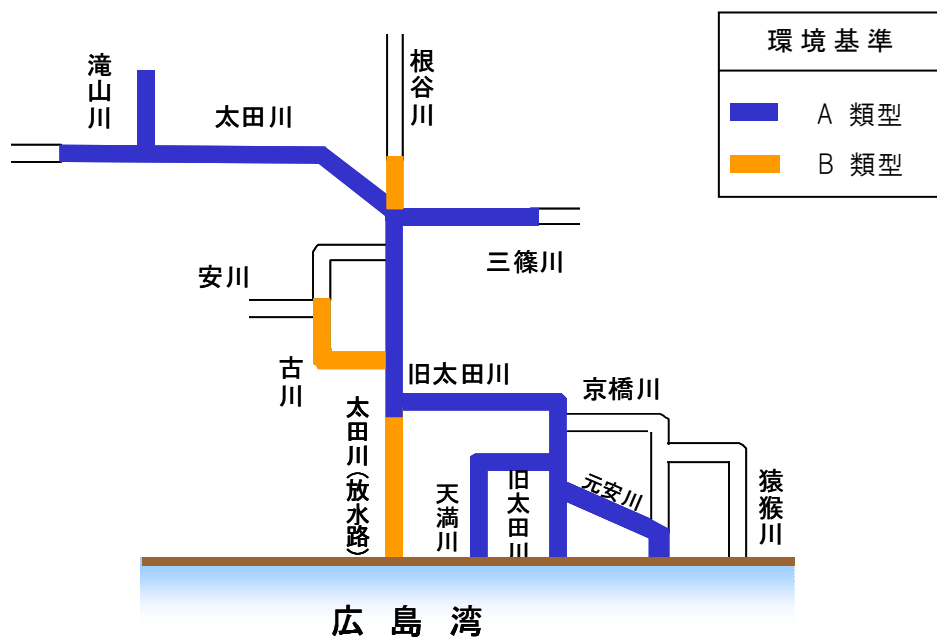 環境基準
A 類型
B 類型
滝山川
太田川
根谷川
三篠川
安川
古川
旧太田川
京橋川
太田川(放水路)
天満川
旧太田川
元安川
猿猴川
広島湾